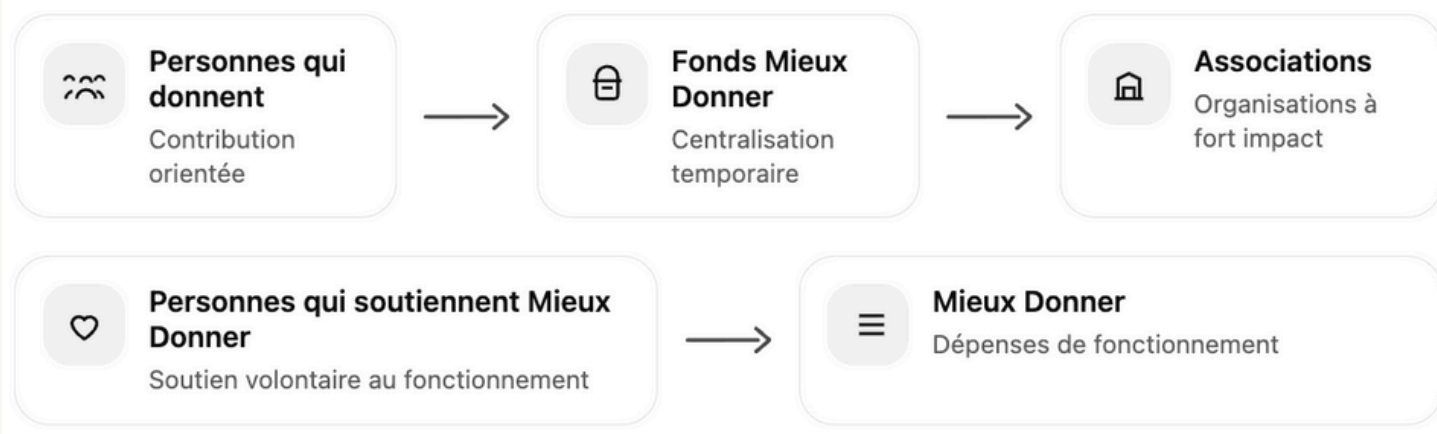 Personnes qui
donnent
Contribution
orientée
Fonds Mieux
Donner
Centralisation
temporaire
Associations
Organisations à
fort impact
Personnes qui soutiennent Mieux
Donner
Soutien volontaire au fonctionnement
Mieux Donner
Dépenses de fonctionnement